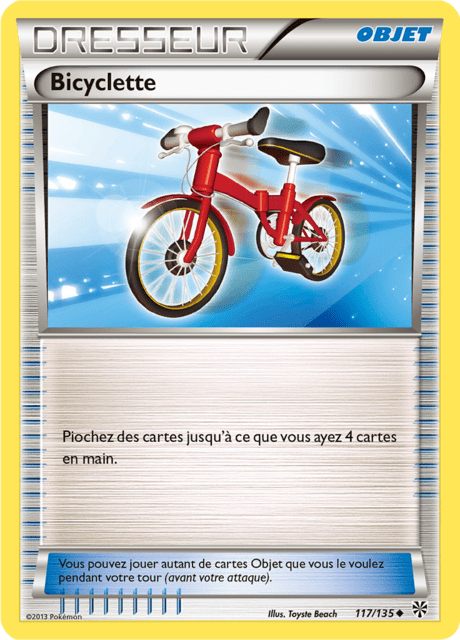 DRESSEUR
OBJET
Bicyclette
Piochez des cartes jusqu'à ce que vous ayez 4 cartes
en main.
Vous pouvez jouer autant de cartes Objet que vous le voulez
pendant votre tour (avant votre attaque).
©2013 Pokémon
Illus. Toyste Beach
117/135